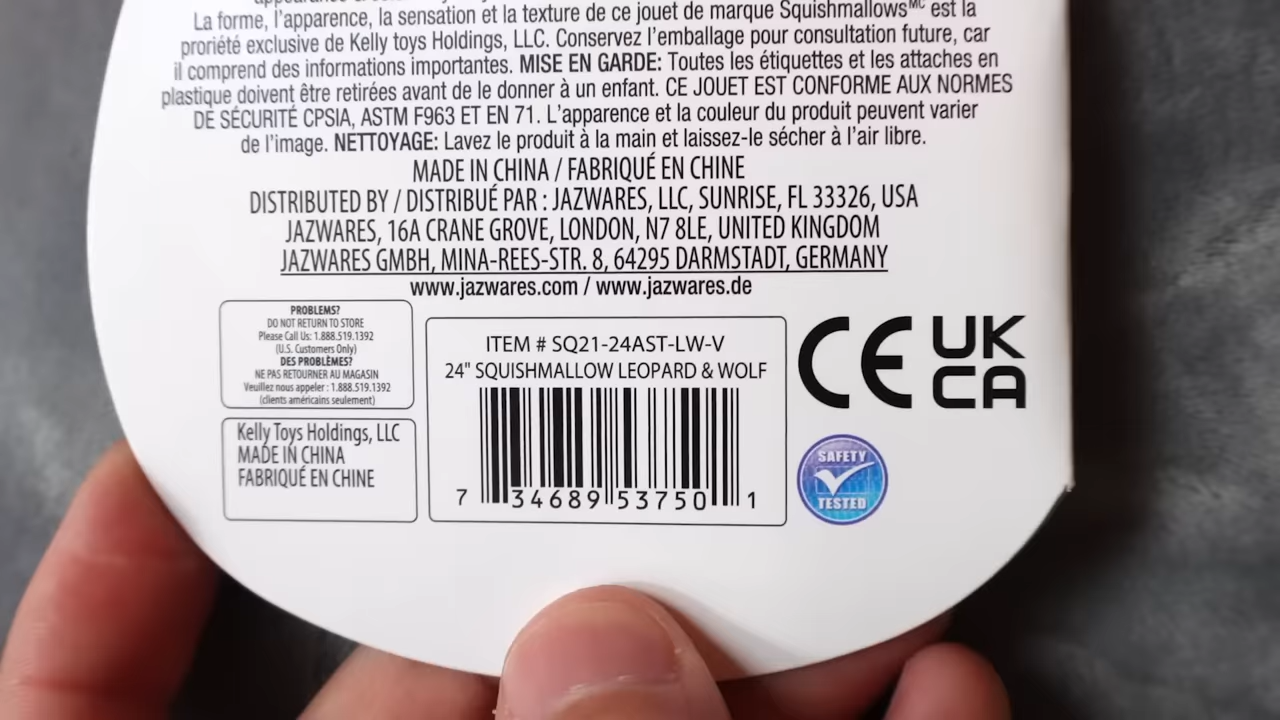 La forme, l'apparence, la sensation et la texture de ce jouet de marque Squishmallows MC est la
proriété exclusive de Kelly toys Holdings, LLC. Conservez l'emballage pour consultation future, car
il comprend des informations importantes. MISE EN GARDE: Toutes les étiquettes et les attaches en
plastique doivent être retirées avant de le donner à un enfant. CE JOUET EST CONFORME AUX NORMES
DE SÉCURITÉ CPSIA, ASTM F963 ET EN 71. L'apparence et la couleur du produit peuvent varier
de l'image. NETTOYAGE: Lavez le produit à la main et laissez-le sécher à l'air libre.
MADE IN CHINA / FABRIQUÉ EN CHINE
DISTRIBUTED BY / DISTRIBUÉ PAR : JAZWARES, LLC, SUNRISE, FL 33326, USA
JAZWARES, 16A CRANE GROVE, LONDON, N7 8LE, UNITED KINGDOM
JAZWARES GMBH, MINA-REES-STR. 8, 64295 DARMSTADT, GERMANY
www.jazwares.com / www.jazwares.de
PROBLEMS?
DO NOT RETURN TO STORE
Please Call Us: 1.888.519.1392
(U.S. Customers Only)
DES PROBLÈMES?
NE PAS RETOURNER AU MAGASIN
Veuillez nous appeler : 1.888.519.1392
(clients américains seulement)
Kelly Toys Holdings, LLC
MADE IN CHINA
FABRIQUÉ EN CHINE
ITEM # SQ21-24AST-LW-V
24" SQUISHMALLOW LEOPARD & WOLF
7 34689 53750 1
CE
UK
CA
SAFETY
TESTED